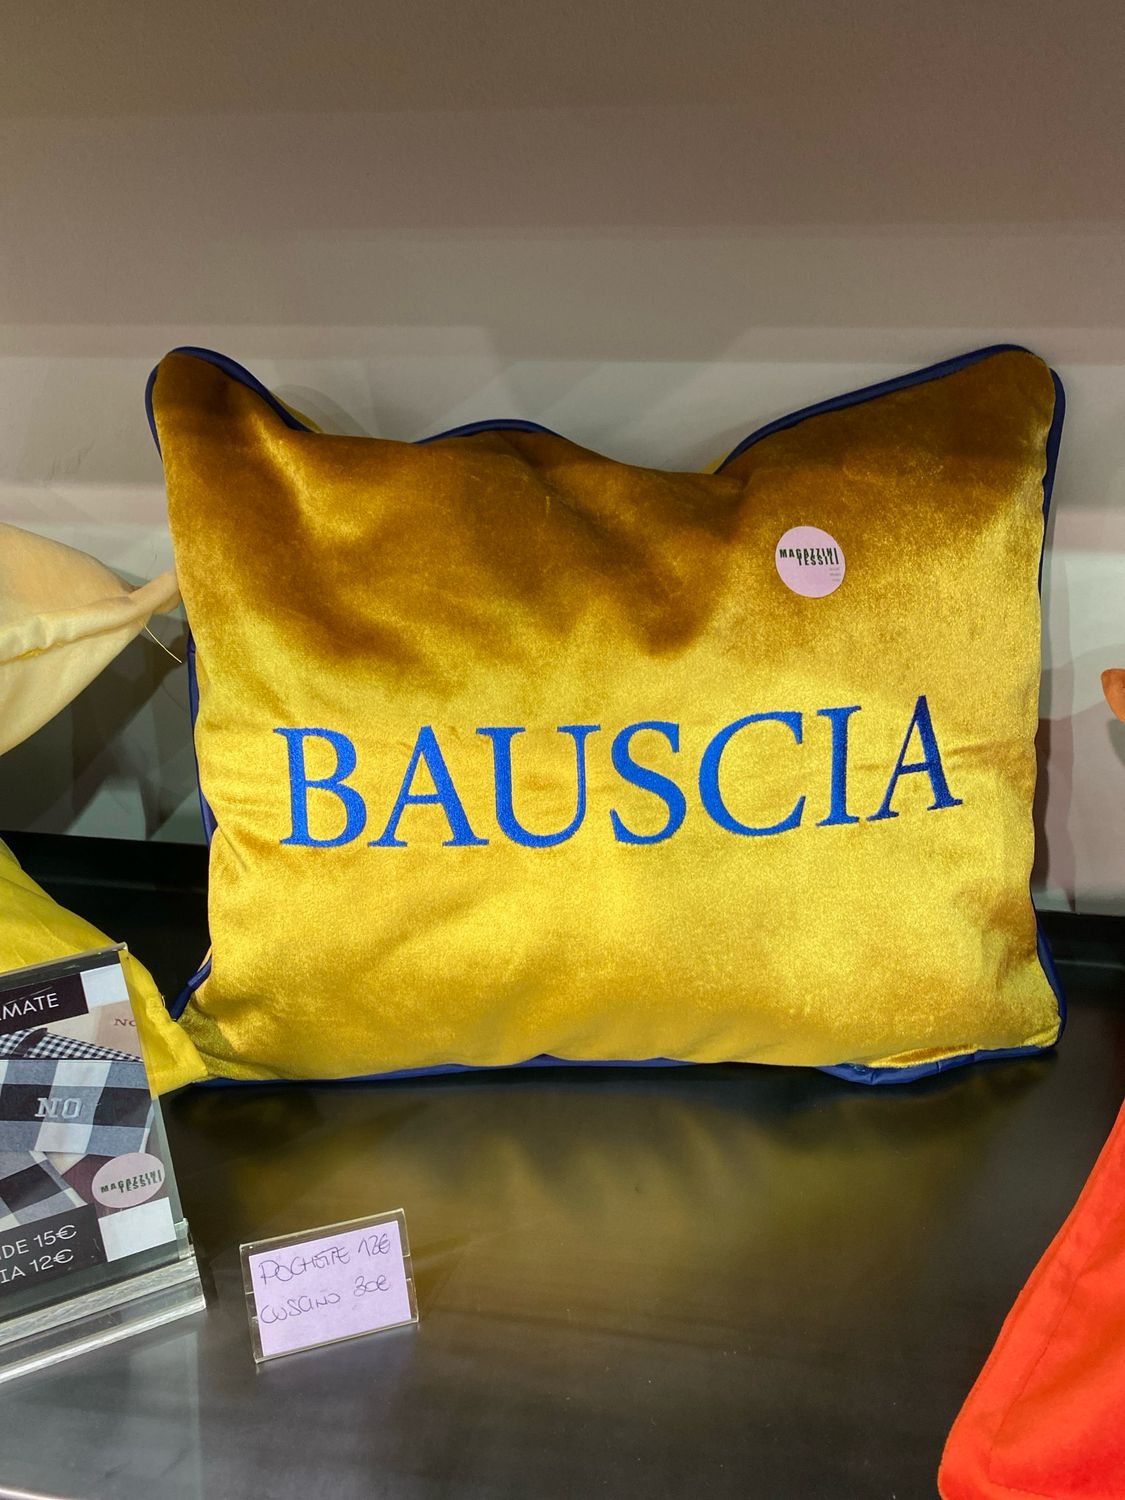 MAGAZZINI
TESSILI
BAUSCIA
MATE
NO
NO
MAGAZZINI
TESSILI
DE 15€
IA 12€
POCHETTE 12€
CUSCINO 30€